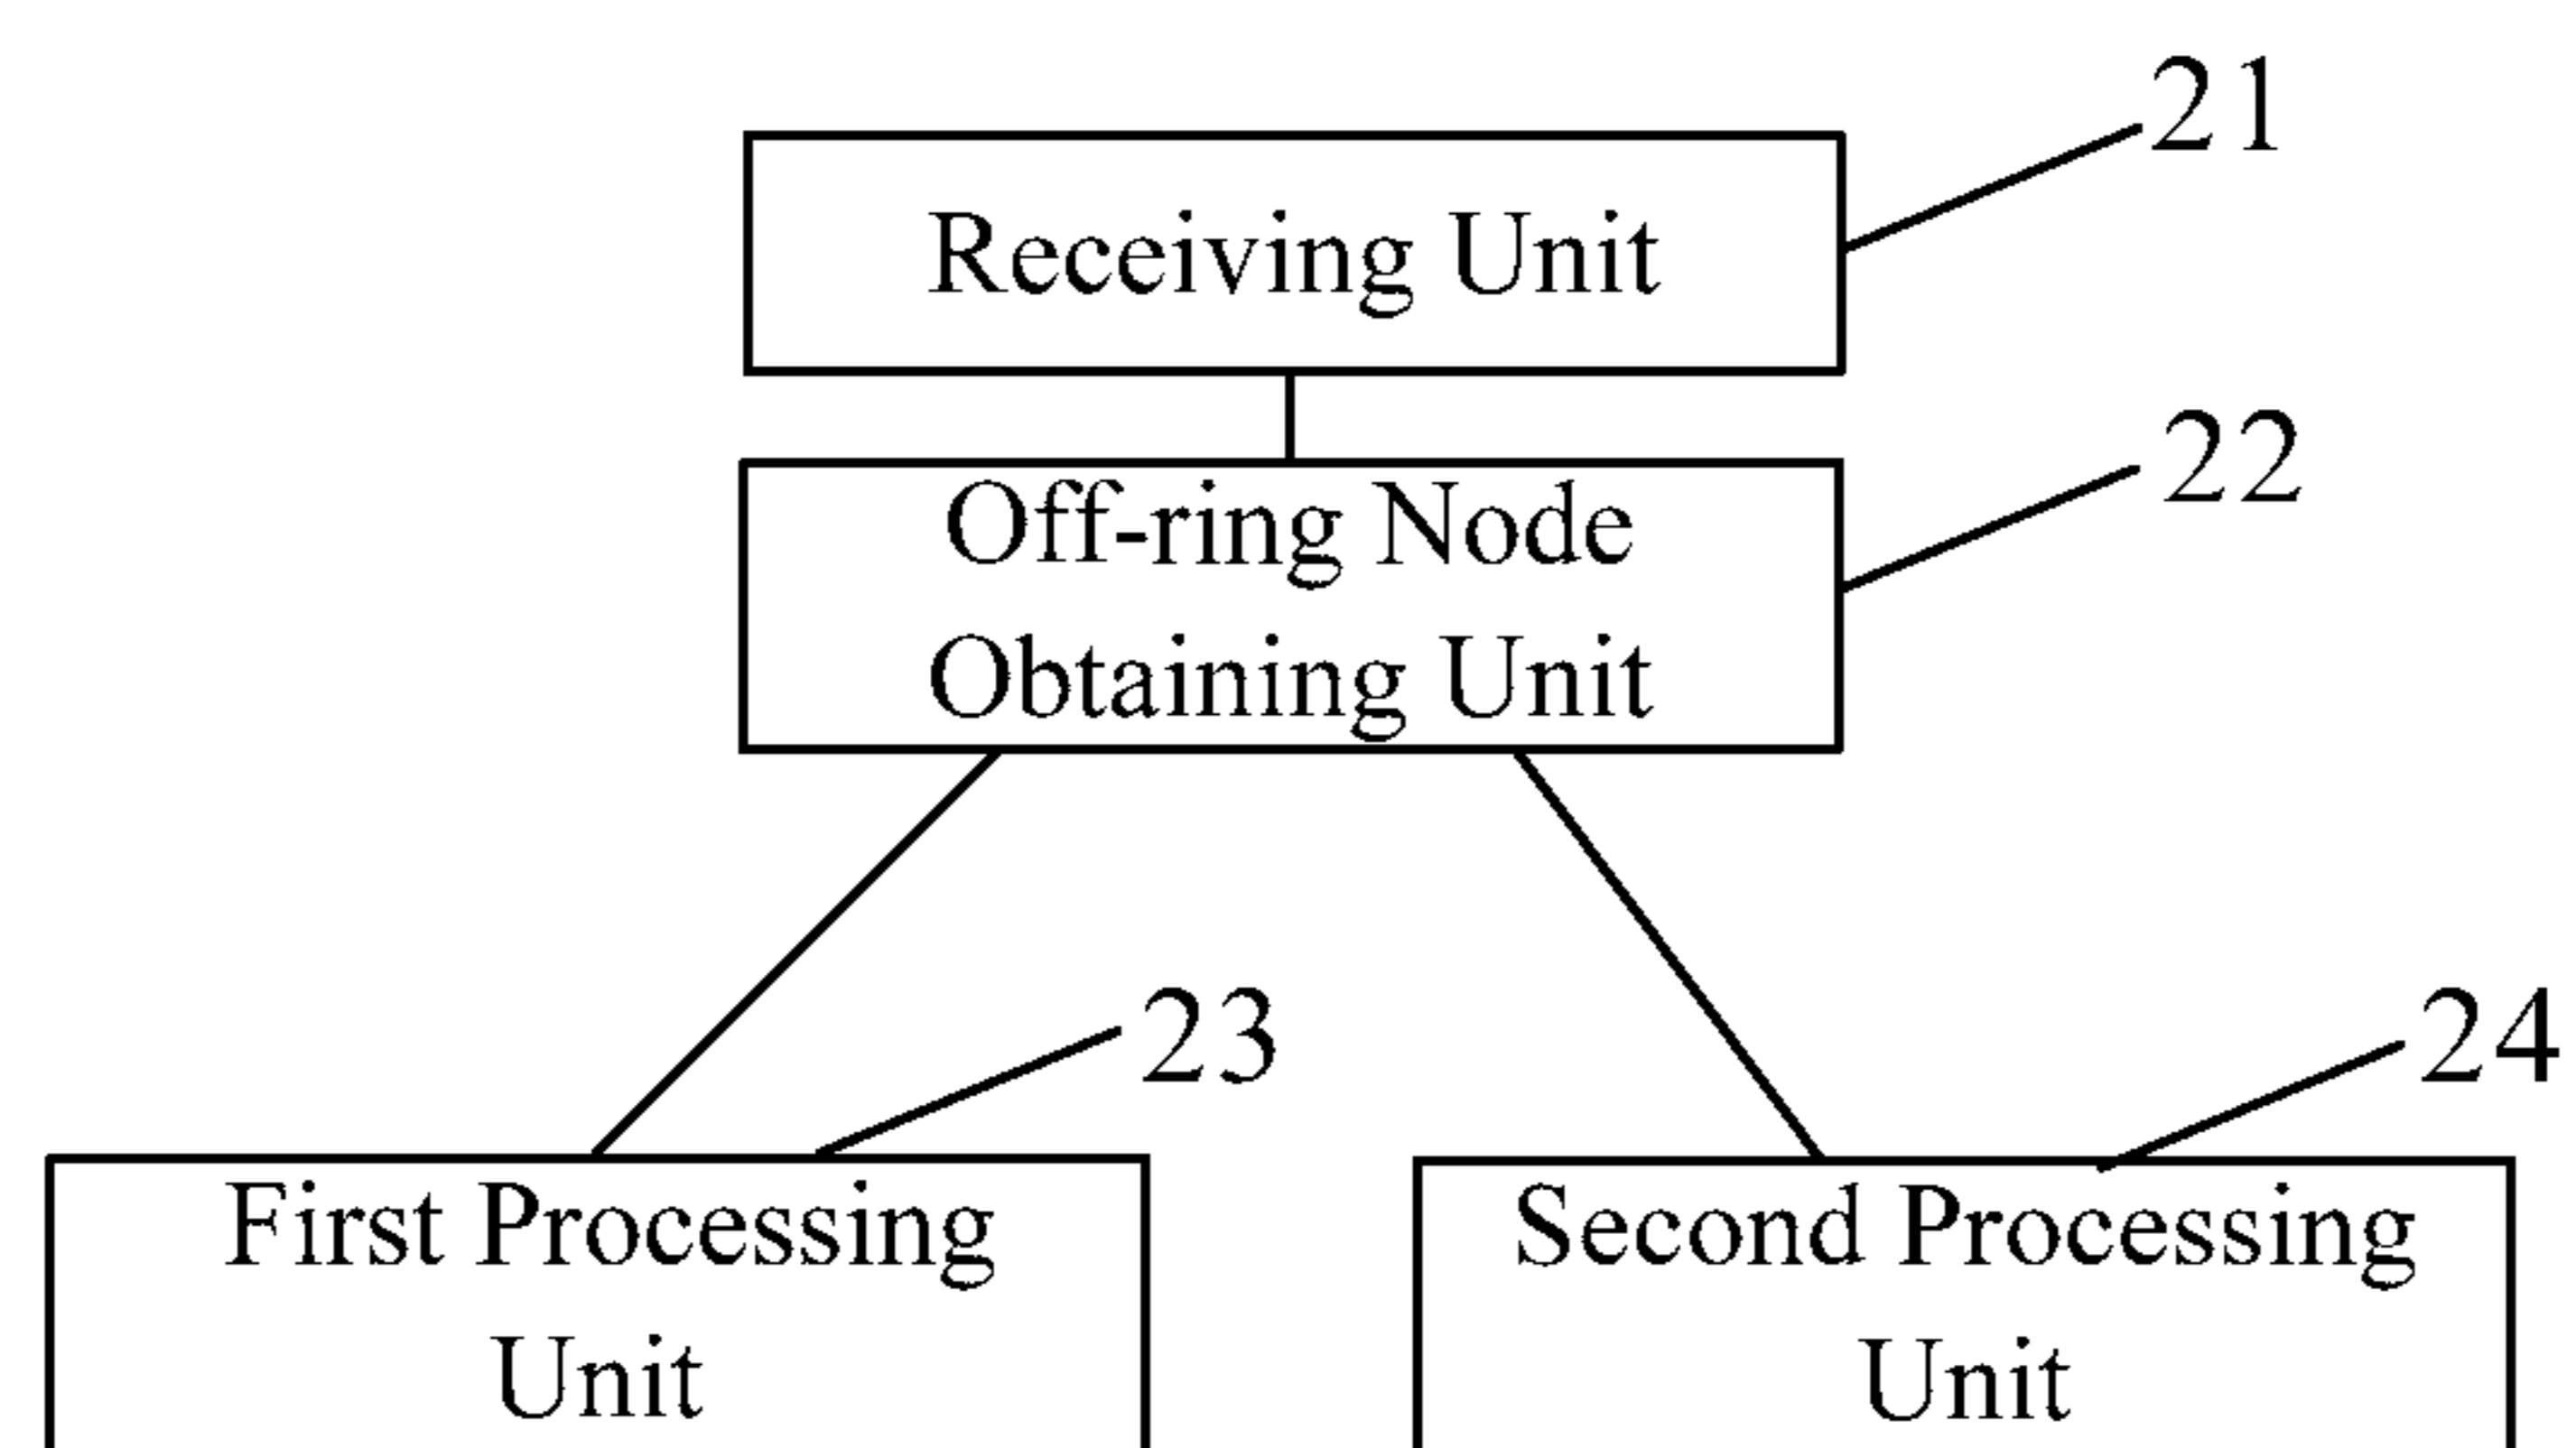 21
Receiving Unit
22
Off-ring Node
Obtaining Unit
23
24
First Processing
Unit
Second Processing
Unit